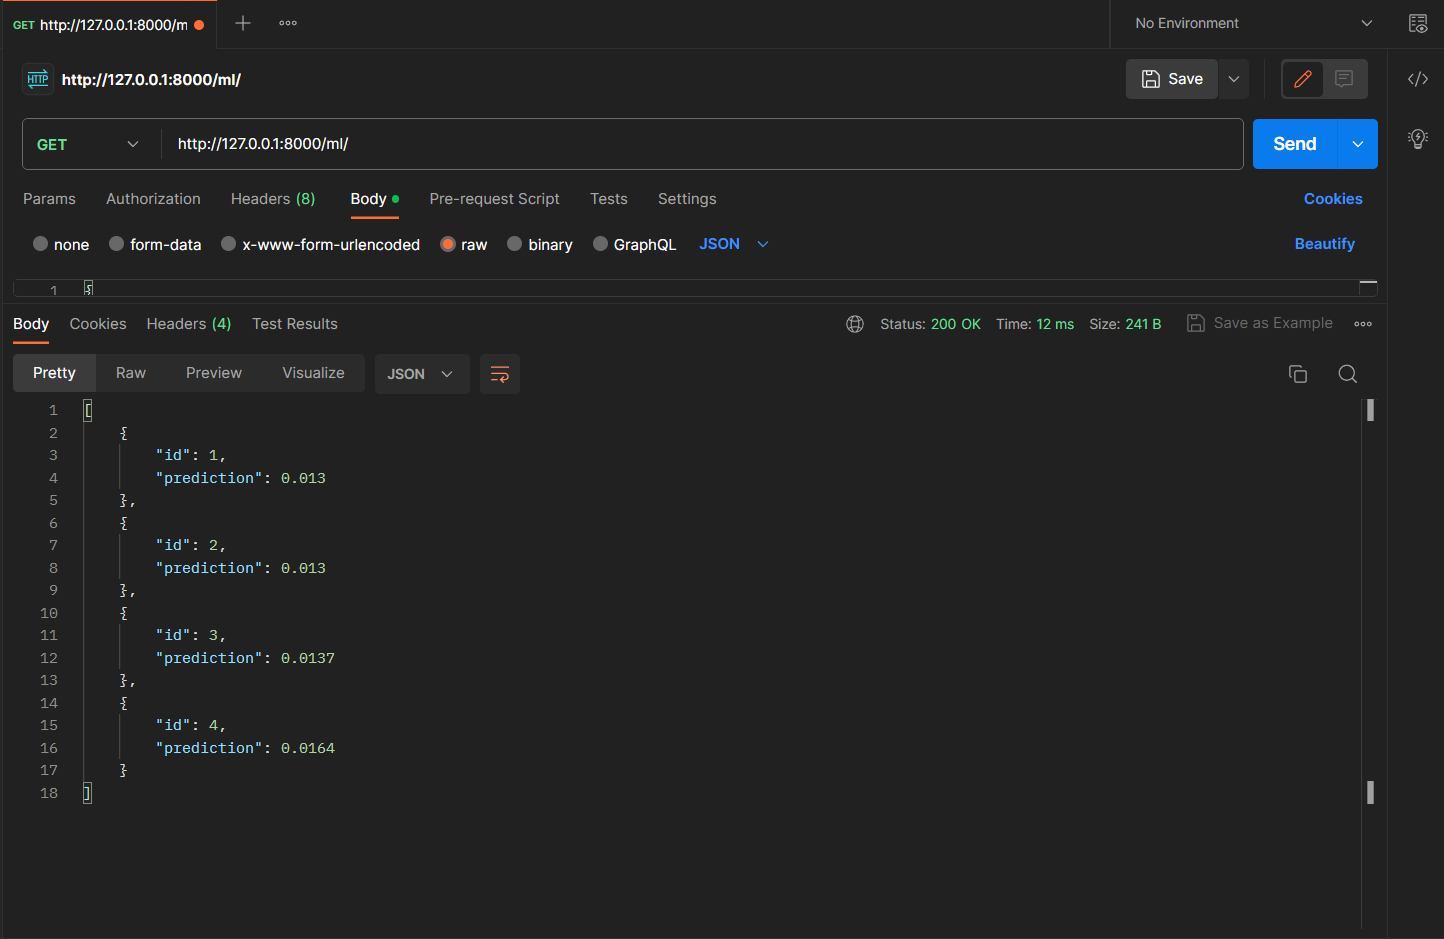 GET http://127.0.0.1:8000/m
No Environment
HTTP http://127.0.0.1:8000/ml/
Save
GET http://127.0.0.1:8000/ml/ Send
Params Authorization Headers (8) Body Pre-request Script Tests Settings Cookies
none form-data x-www-form-urlencoded raw binary GraphQL JSON Beautify
1 {
Body Cookies Headers (4) Test Results Status: 200 OK Time: 12 ms Size: 241 B Save as Example
Pretty Raw Preview Visualize JSON
1 [
2 {
3 "id": 1,
4 "prediction": 0.013
5 },
6 {
7 "id": 2,
8 "prediction": 0.013
9 },
10 {
11 "id": 3,
12 "prediction": 0.0137
13 },
14 {
15 "id": 4,
16 "prediction": 0.0164
17 }
18 ]